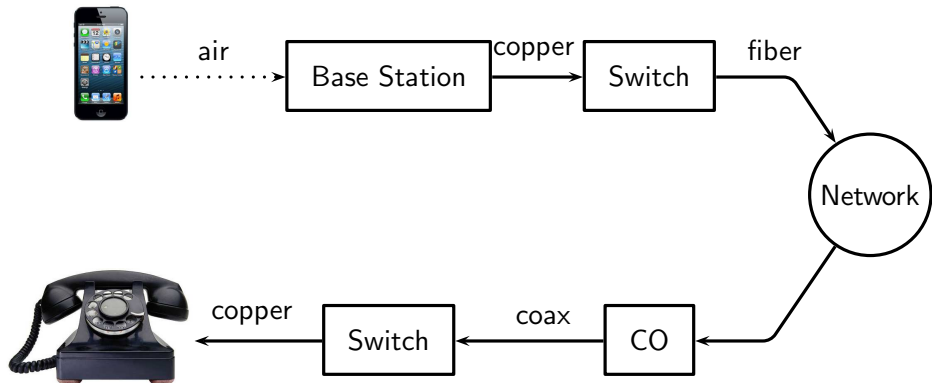 air
Base Station
copper
Switch
fiber
Network
CO
coax
Switch
copper